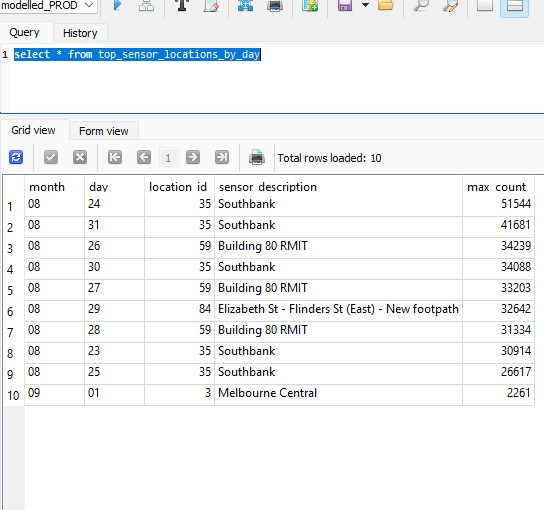 modelled_PROD
Query History
1 select * from top_sensor_locations_by_day
Grid view Form view
1 Total rows loaded: 10
month day location_id sensor_description max_count
1 08 24 35 Southbank 51544
2 08 31 35 Southbank 41681
3 08 26 59 Building 80 RMIT 34239
4 08 30 35 Southbank 34088
5 08 27 59 Building 80 RMIT 33203
6 08 29 84 Elizabeth St - Flinders St (East) - New footpath 32642
7 08 28 59 Building 80 RMIT 31334
8 08 23 35 Southbank 30914
9 08 25 35 Southbank 26617
10 09 01 3 Melbourne Central 2261